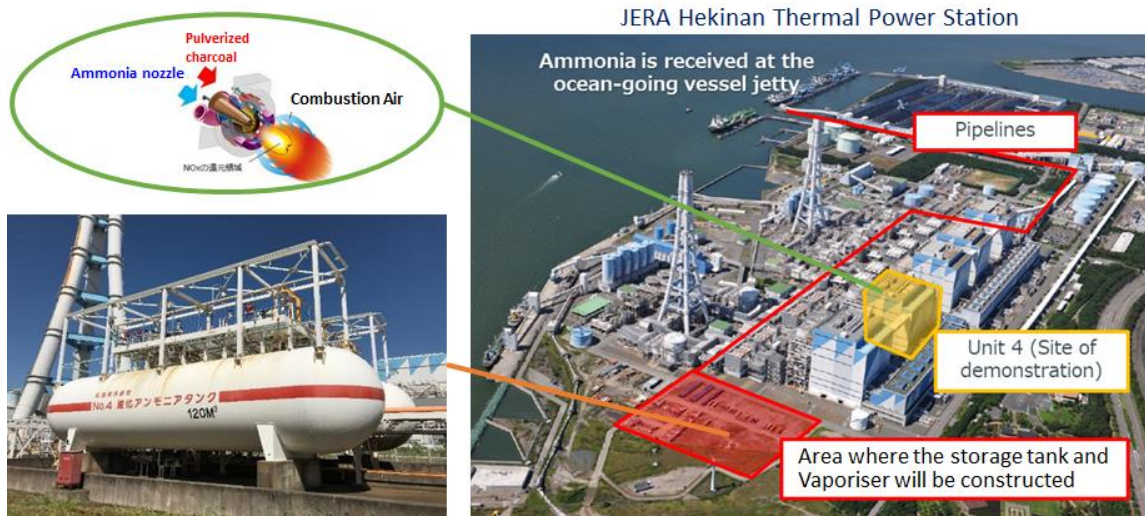 JERA Hekinan Thermal Power Station
Pulverized
charcoal
Ammonia nozzle
Combustion Air
NOxの還元領域
Ammonia is received at the
ocean-going vessel jetty
Pipelines
Unit 4 (Site of
demonstration)
Area where the storage tank and
Vaporiser will be constructed
No.4 液化アンモニアタンク
120M³